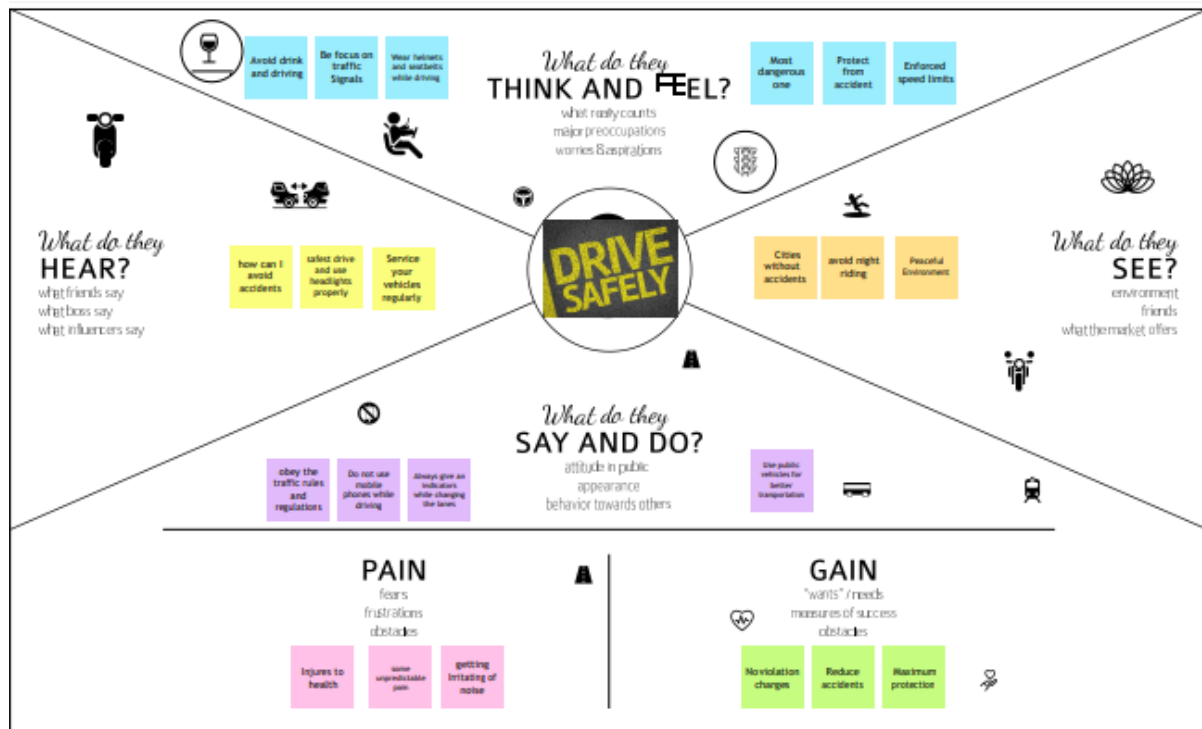 Avoid drink
and driving
Be focus on
traffic
Signals
Wear helmets
and seatbelts
while driving
What do they
THINK AND FEEL?
what really counts
major preoccupations
worries & aspirations
Most
dangerous
one
Protect
from
accident
Enforced
speed limits
What do they
HEAR?
what friends say
what boss say
what influencers say
how can I
avoid
accidents
safest drive
and use
headlights
properly
Service
your
vehicles
regularly
DRIVE
SAFELY
Cities
without
accidents
avoid night
riding
Peaceful
Environment
What do they
SEE?
environment
friends
what the market offers
What do they
SAY AND DO?
attitude in public
appearance
behavior towards others
obey the
traffic rules
and
regulations
Do not use
mobile
phones while
driving
Always give an
indicators
while changing
the lanes
Use public
vehicles for
better
transportation
PAIN
fears
frustrations
obstacles
Injures to
health
some
unpredictable
pain
getting
Irritating of
noise
GAIN
"wants" / needs
measures of success
obstacles
No violation
charges
Reduce
accidents
Maximum
protection